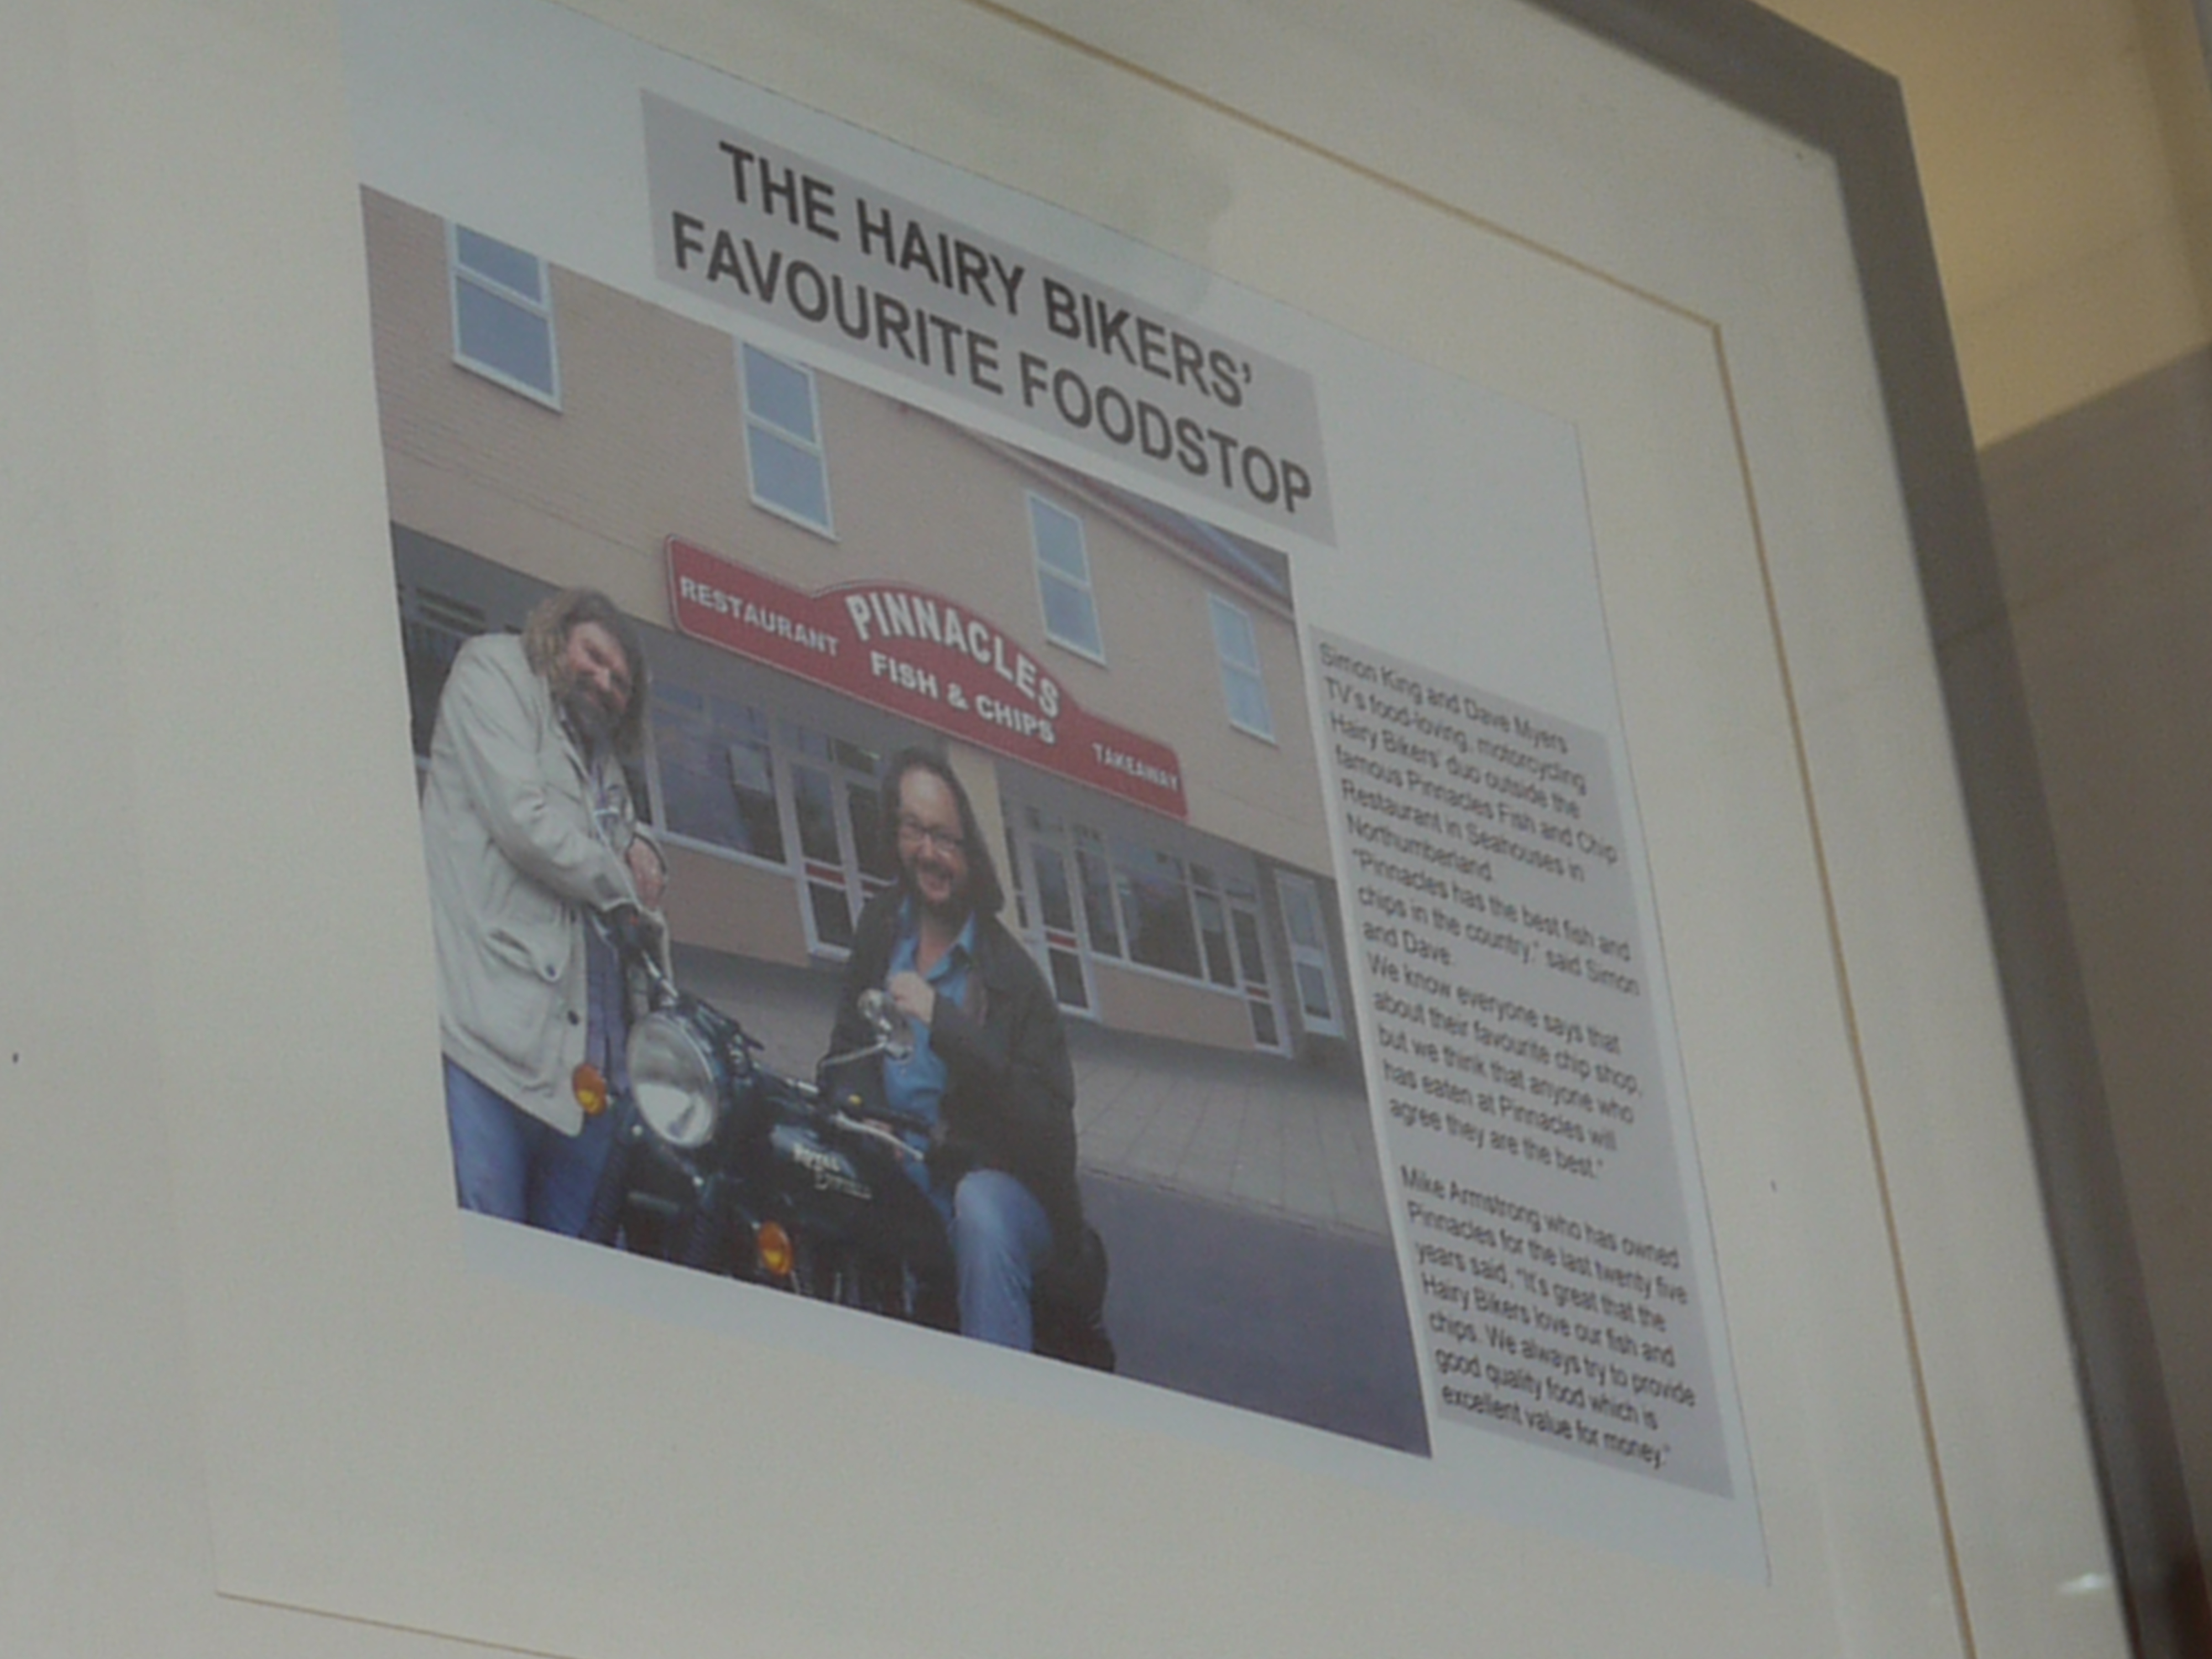 THE HAIRY BIKERS'
FAVOURITE FOODSTOP
RESTAURANT
PINNACLES
FISH & CHIPS
TAKEAWAY
Royal
Enfield
Simon King and Dave Myers
TV's food-loving, motorcycling
Hairy Bikers' duo outside the
famous Pinnacles Fish and Chip
Restaurant in Seahouses in
Northumberland.
"Pinnacles has the best fish and
chips in the country," said Simon
and Dave.
We know everyone says that
about their favourite chip shop,
but we think that anyone who
has eaten at Pinnacles will
agree they are the best."
Mike Armstrong who has owned
Pinnacles for the last twenty five
years said, "It's great that the
Hairy Bikers love our fish and
chips. We always try to provide
good quality food which is
excellent value for money."